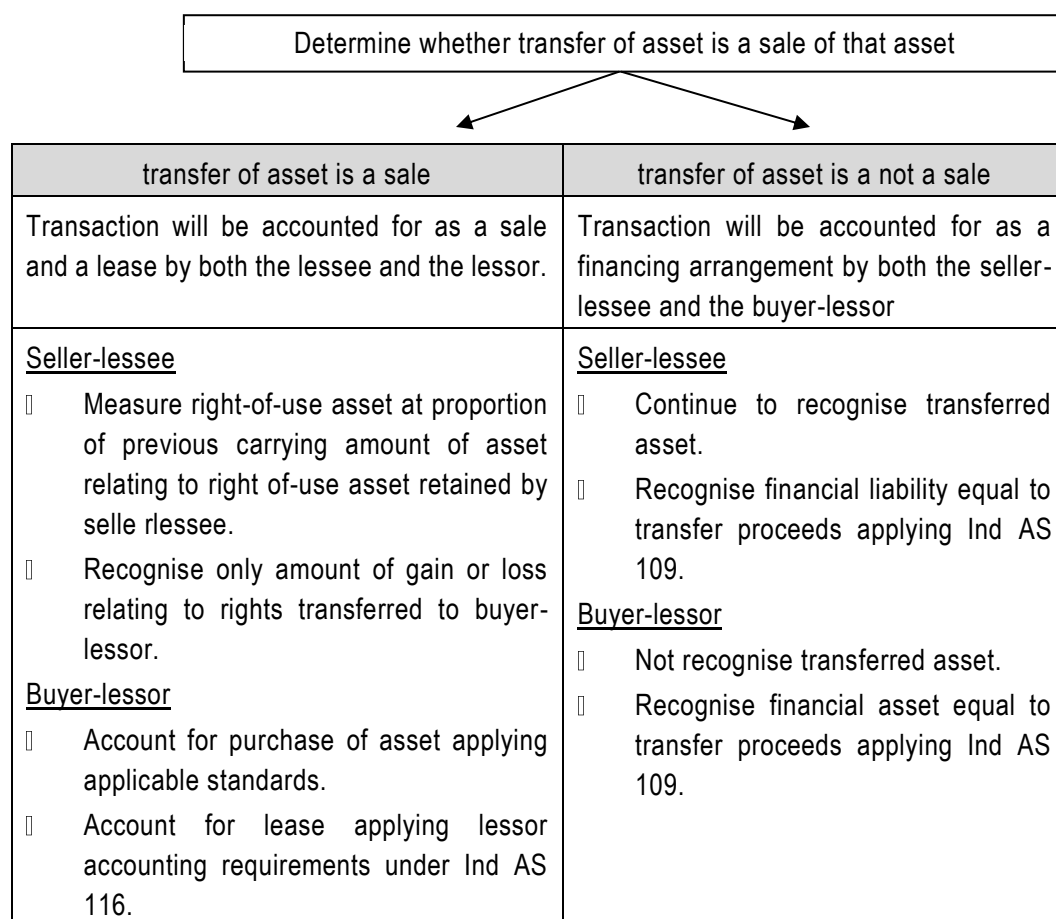 Determine whether transfer of asset is a sale of that asset
transfer of asset is a sale
Transaction will be accounted for as a sale
and a lease by both the lessee and the lessor.
Seller-lessee
Measure right-of-use asset at proportion
of previous carrying amount of asset
relating to right of-use asset retained by
selle rlessee.
Recognise only amount of gain or loss
relating to rights transferred to buyer-
lessor.
Buyer-lessor
Account for purchase of asset applying
applicable standards.
Account for lease applying lessor
accounting requirements under Ind AS
116.
transfer of asset is a not a sale
Transaction will be accounted for as a
financing arrangement by both the seller-
lessee and the buyer-lessor
Seller-lessee
Continue to recognise transferred
asset.
Recognise financial liability equal to
transfer proceeds applying Ind AS
109.
Buyer-lessor
Not recognise transferred asset.
Recognise financial asset equal to
transfer proceeds applying Ind AS
109.